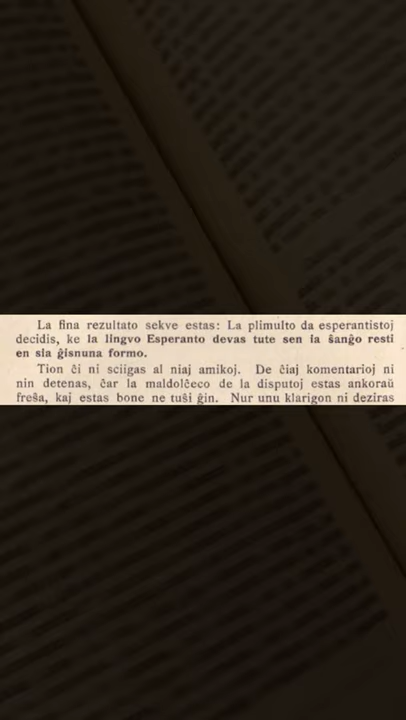 La fina rezultato sekve estas: La plimulto da esperantistoj
decidis, ke la lingvo Esperanto devas tute sen ia ŝanĝo resti
en sia ĝisnuna formo.
Tion ĉi ni sciigas al niaj amikoj. De ĉiaj komentarioj ni
nin detenas, ĉar la maldolĉeco de la disputoj estas ankoraŭ
freŝa, kaj estas bone ne tuŝi ĝin. Nur unu klarigon ni deziras